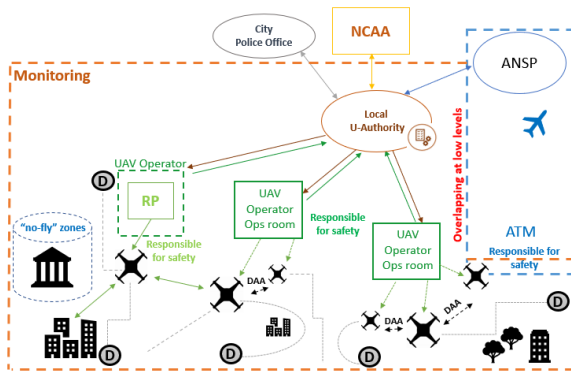 City
Police Office
NCAA
ANSP
Monitoring
Local
U-Authority
Overlapping at low levels
UAV Operator
D
RP
UAV
Operator
Ops room
Responsible
for safety
UAV
Operator
Ops room
ATM
Responsible for
safety
"no-fly" zones
Responsible
for safety
DAA
DAA
DAA
D
D
D
D